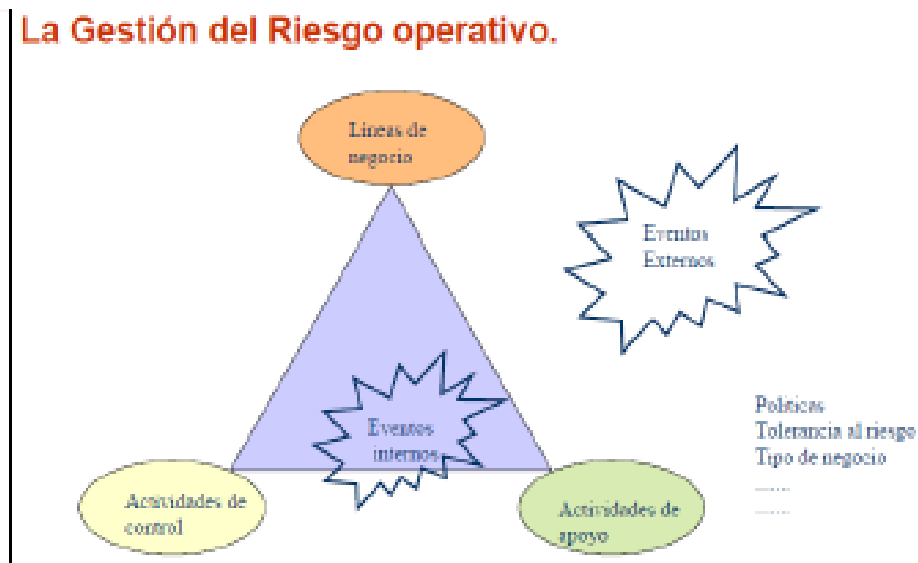 La Gestión del Riesgo operativo.
Líneas de
negocio
Eventos
Externos
Eventos
internos
Políticas
Tolerancia al riesgo
Tipo de negocio
.......
.......
Actividades de
control
Actividades de
apoyo